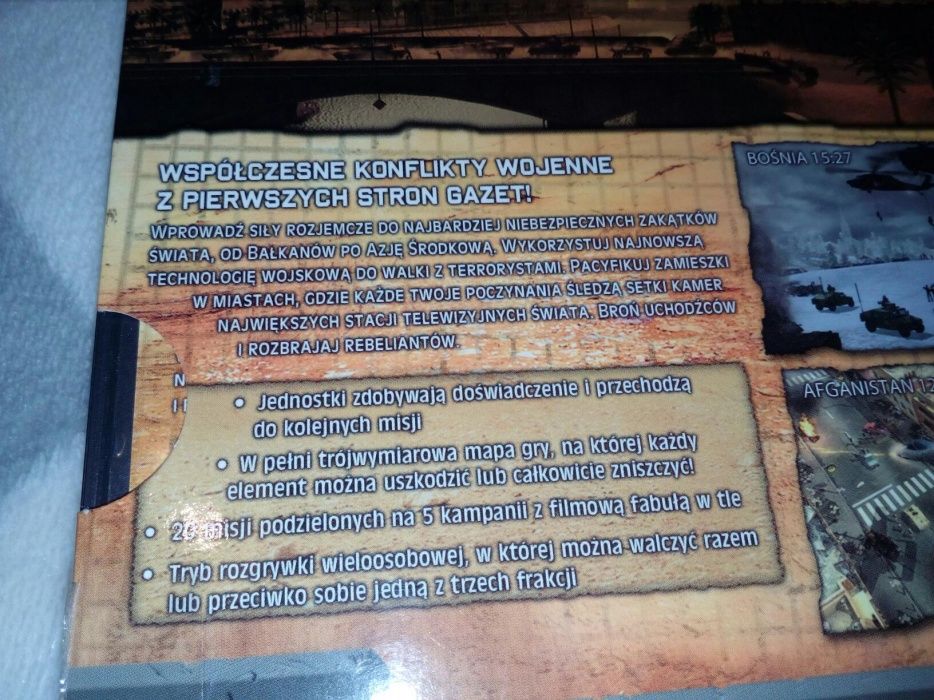 WSPÓŁCZESNE KONFLIKTY WOJENNE
Z PIERWSZYCH STRON GAZET!
WPROWADŹ SIŁY ROZJEMCZE DO NAJBARDZIEJ NIEBEZPIECZNYCH ZAKĄTKÓW
ŚWIATA, OD BAŁKANÓW PO AZJĘ ŚRODKOWĄ. WYKORZYSTUJ NAJNOWSZĄ
TECHNOLOGIĘ WOJSKOWĄ DO WALKI Z TERRORYSTAMI. PACYFIKUJ ZAMIESZKI
W MIASTACH, GDZIE KAŻDE TWOJE POCZYNANIA ŚLEDZĄ SETKI KAMER
NAJWIĘKSZYCH STACJI TELEWIZYJNYCH ŚWIATA. BROŃ UCHODŹCÓW
I ROZBRAJAJ REBELIANTÓW.
• Jednostki zdobywają doświadczenie i przechodzą
do kolejnych misji
• W pełni trójwymiarowa mapa gry, na której każdy
element można uszkodzić lub całkowicie zniszczyć!
• 20 misji podzielonych na 5 kampanii z filmową fabułą w tle
• Tryb rozgrywki wieloosobowej, w której można walczyć razem
lub przeciwko sobie jedną z trzech frakcji
BOŚNIA 15:27
AFGANISTAN